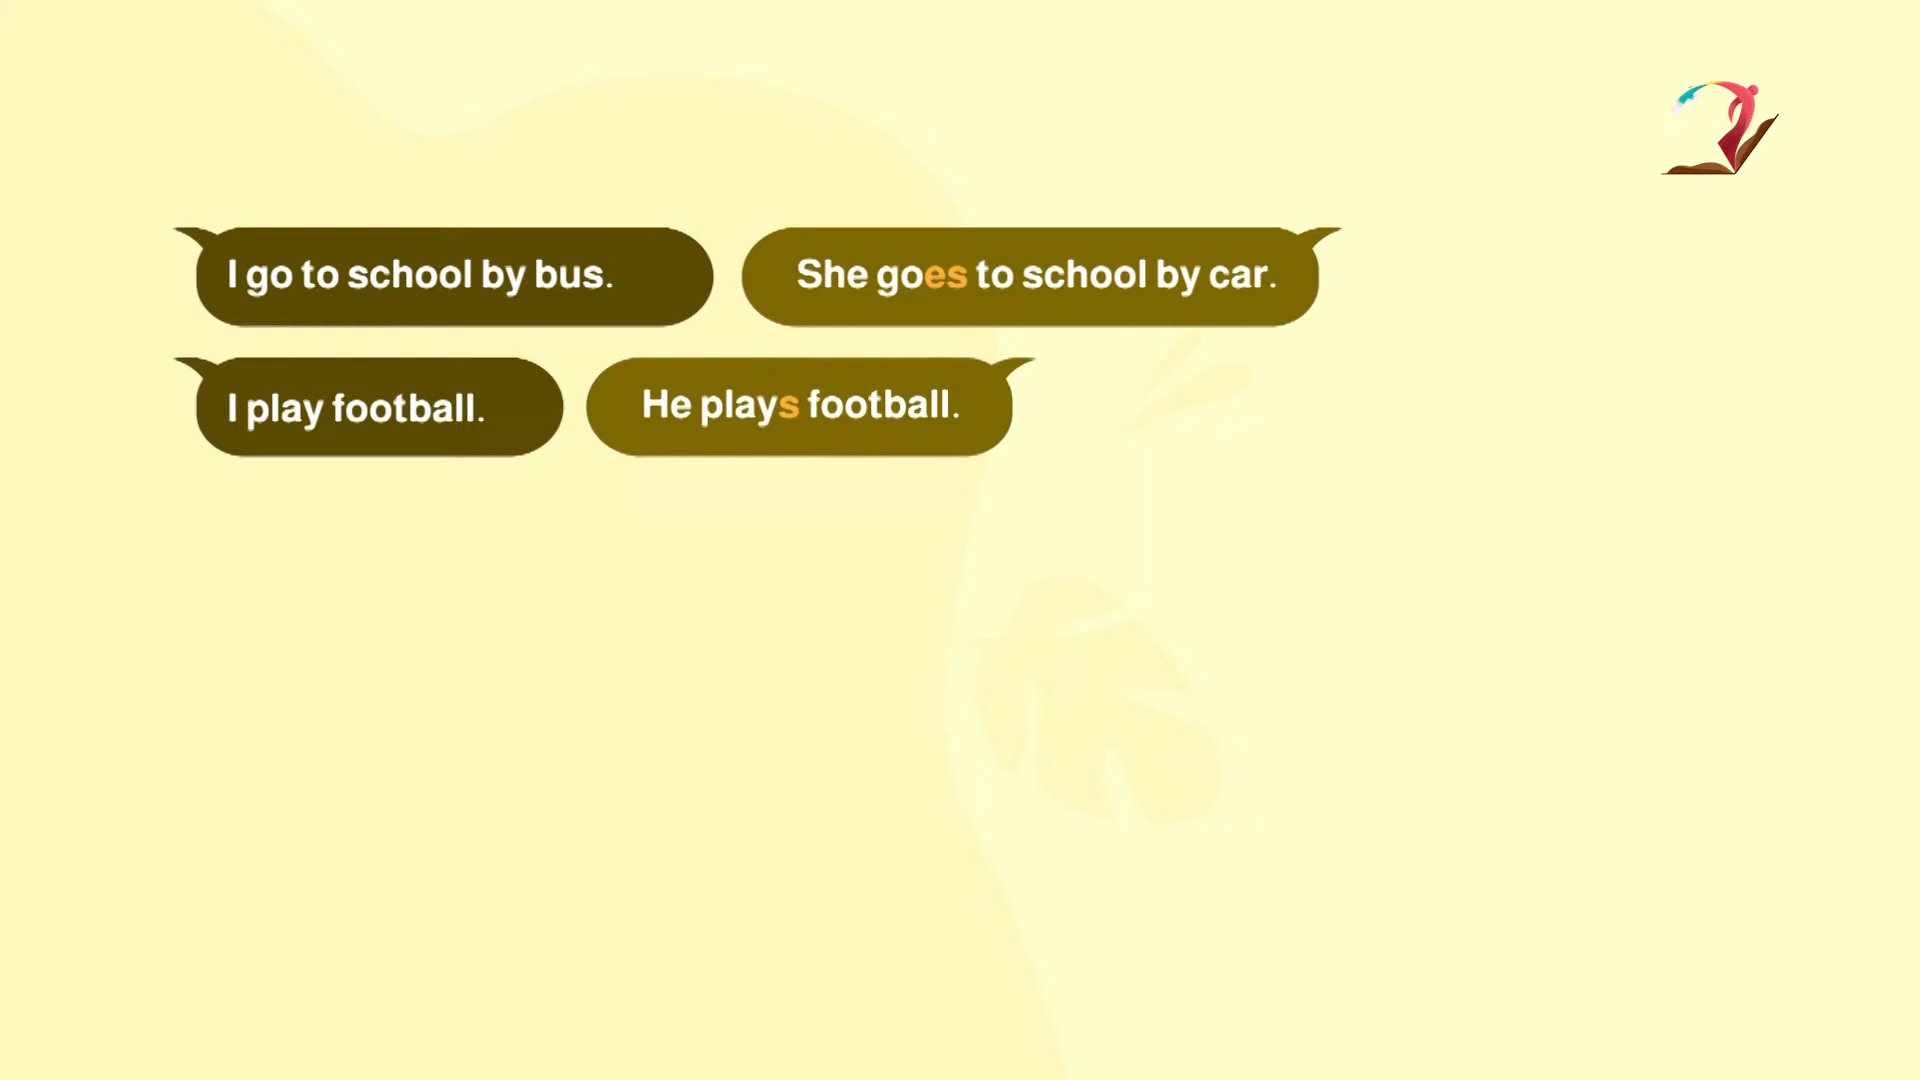 I go to school by bus.
She goes to school by car.
I play football.
He plays football.